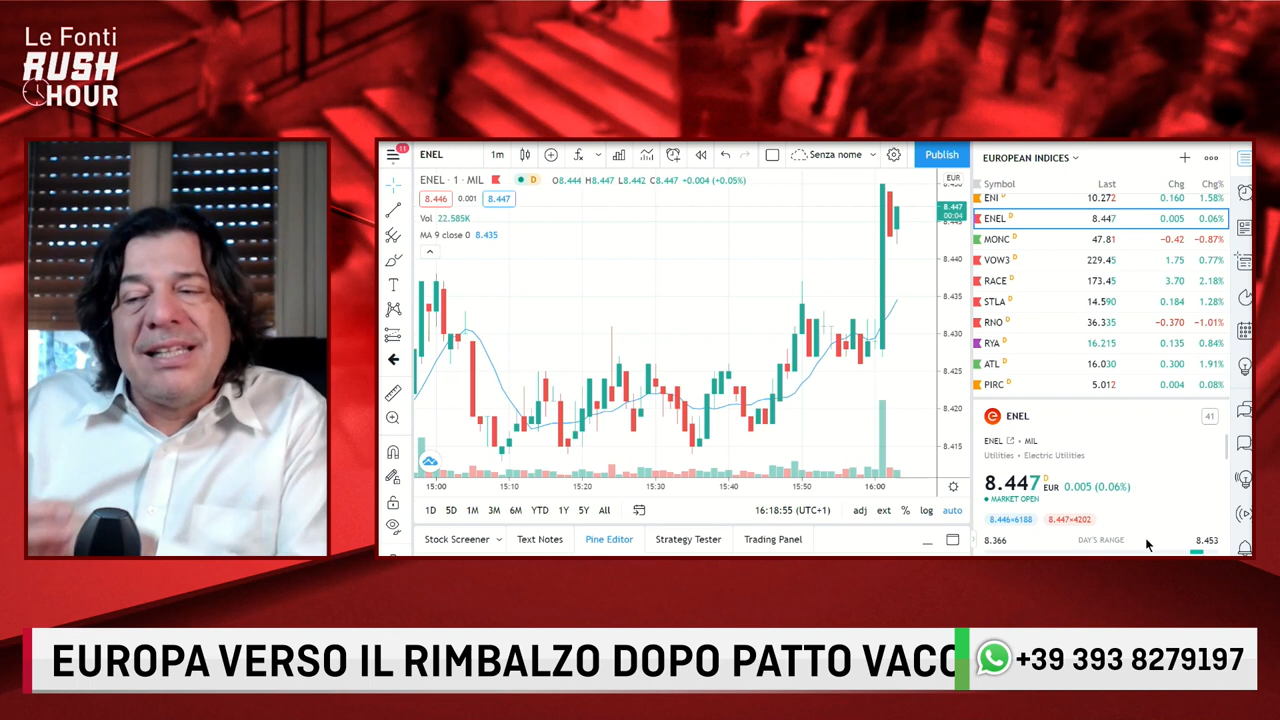 Le Fonti
RUSH
HOUR
11
ENEL
1m
Senza nome
Publish
ENEL · 1 · MIL D O8.444 H8.447 L8.442 C8.447 +0.004 (+0.05%)
8.446 0.001 8.447
Vol 22.585K
MA 9 close 0 8.435
EUR
8.447
00:04
8.440
8.435
8.430
8.425
8.420
8.415
15:00 15:10 15:20 15:30 15:40 15:50 16:00
1D 5D 1M 3M 6M YTD 1Y 5Y All
16:18:55 (UTC+1) adj ext % log auto
Stock Screener Text Notes Pine Editor Strategy Tester Trading Panel
EUROPEAN INDICES
Symbol Last Chg Chg%
ENI D 10.272 0.160 1.58%
ENEL D 8.447 0.005 0.06%
MONC D 47.81 −0.42 −0.87%
VOW3 D 229.45 1.75 0.77%
RACE D 173.45 3.70 2.18%
STLA D 14.590 0.184 1.28%
RNO D 36.335 −0.370 −1.01%
RYA D 16.215 0.135 0.84%
ATL D 16.030 0.300 1.91%
PIRC D 5.012 0.004 0.08%
ENEL 41
ENEL · MIL
Utilities · Electric Utilities
8.447 D EUR 0.005 (0.06%)
MARKET OPEN
8.446×6188 8.447×4202
8.366 DAY'S RANGE 8.453
EUROPA VERSO IL RIMBALZO DOPO PATTO VACC
+39 393 8279197